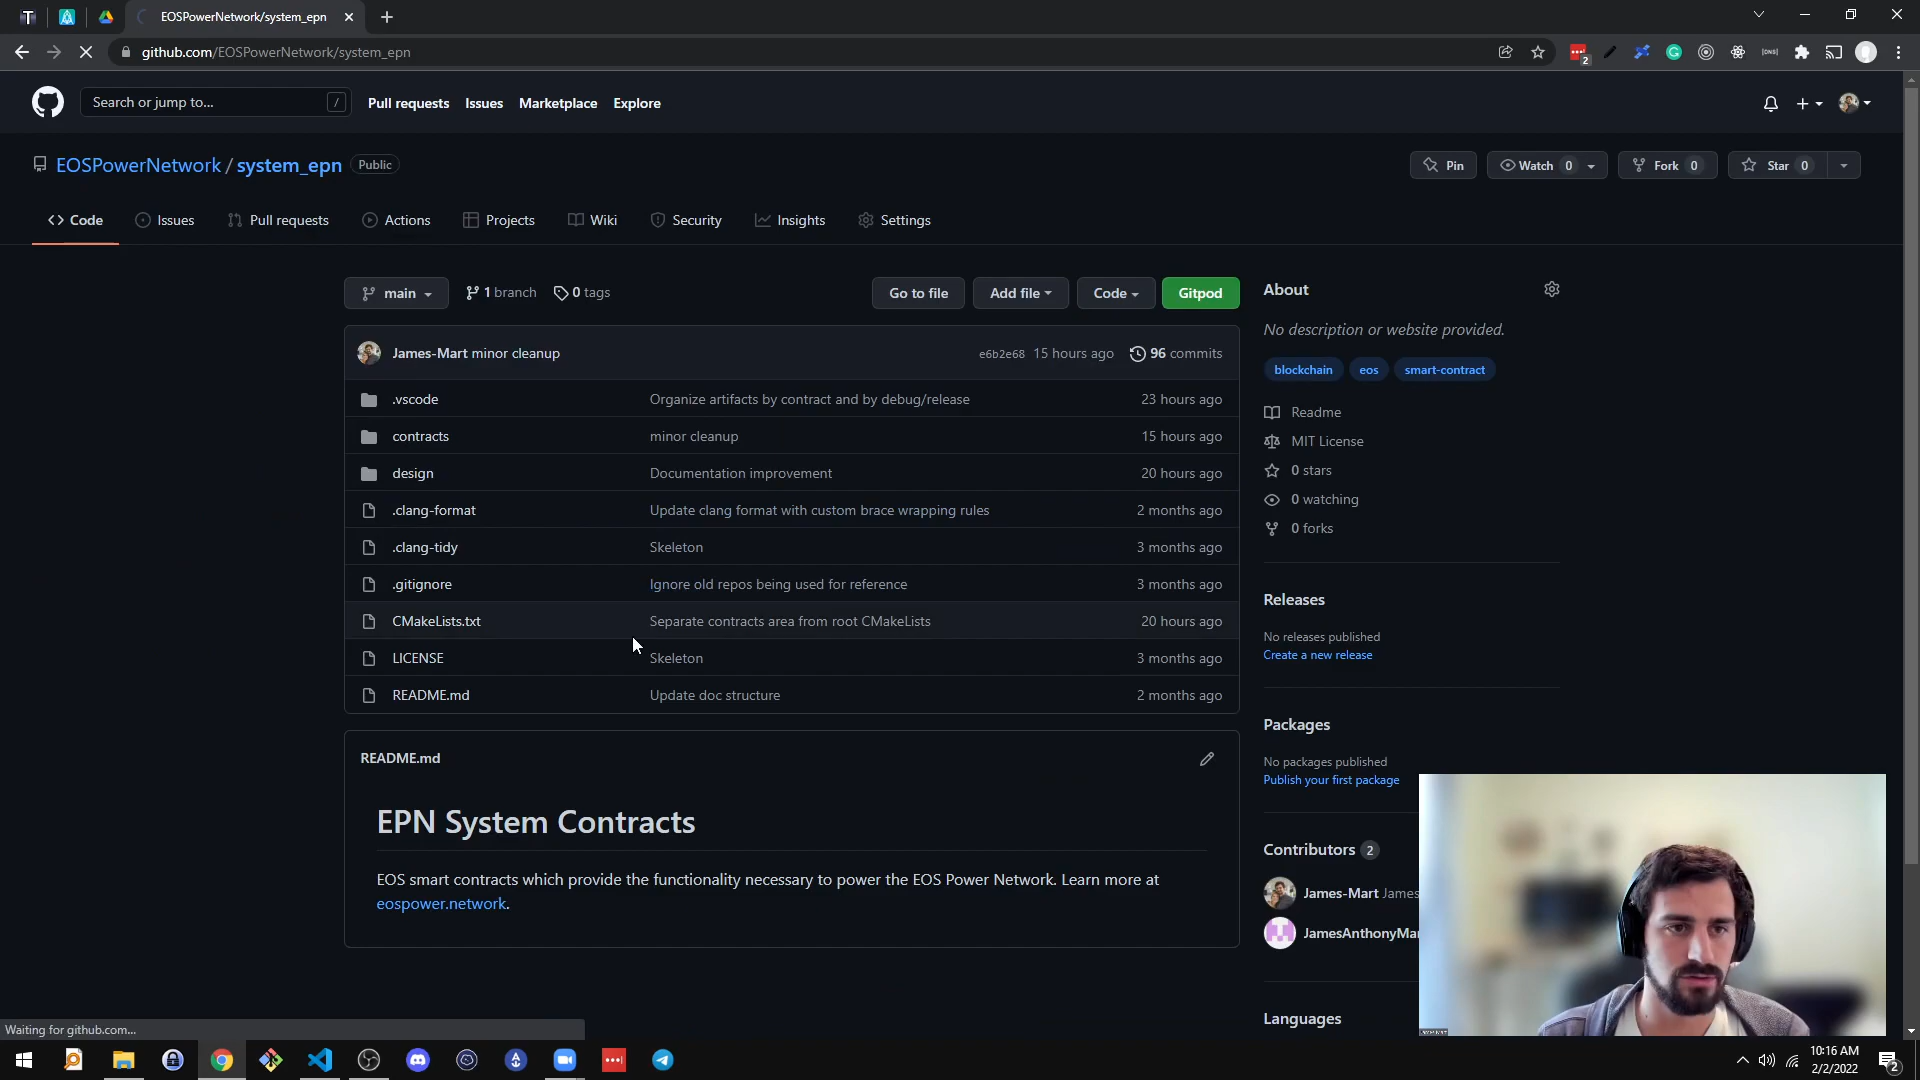 EOSPowerNetwork/system_epn
github.com/EOSPowerNetwork/system_epn
2
Search or jump to... /
Pull requests Issues Marketplace Explore
EOSPowerNetwork / system_epn Public
Pin Watch 0 Fork 0 Star 0
Code Issues Pull requests Actions Projects Wiki Security Insights Settings
main 1 branch 0 tags Go to file Add file Code Gitpod
James-Mart minor cleanup e6b2e68 15 hours ago 96 commits
.vscode Organize artifacts by contract and by debug/release 23 hours ago
contracts minor cleanup 15 hours ago
design Documentation improvement 20 hours ago
.clang-format Update clang format with custom brace wrapping rules 2 months ago
.clang-tidy Skeleton 3 months ago
.gitignore Ignore old repos being used for reference 3 months ago
CMakeLists.txt Separate contracts area from root CMakeLists 20 hours ago
LICENSE Skeleton 3 months ago
README.md Update doc structure 2 months ago
README.md
EPN System Contracts
EOS smart contracts which provide the functionality necessary to power the EOS Power Network. Learn more at
eospower.network.
About
No description or website provided.
blockchain eos smart-contract
Readme
MIT License
0 stars
0 watching
0 forks
Releases
No releases published
Create a new release
Packages
No packages published
Publish your first package
Contributors 2
James-Mart James
JamesAnthonyMar
Languages
Waiting for github.com...
10:16 AM
2/2/2022
2